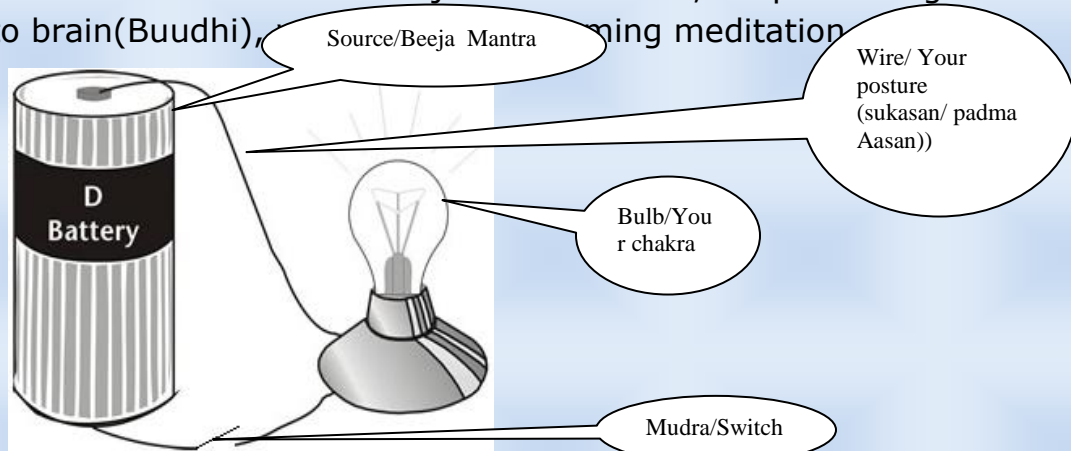 to brain(Buudhi),
ming meditation
Source/Beeja Mantra
Wire/ Your
posture
(sukasan/ padma
Aasan))
D
Battery
Bulb/You
r chakra
Mudra/Switch